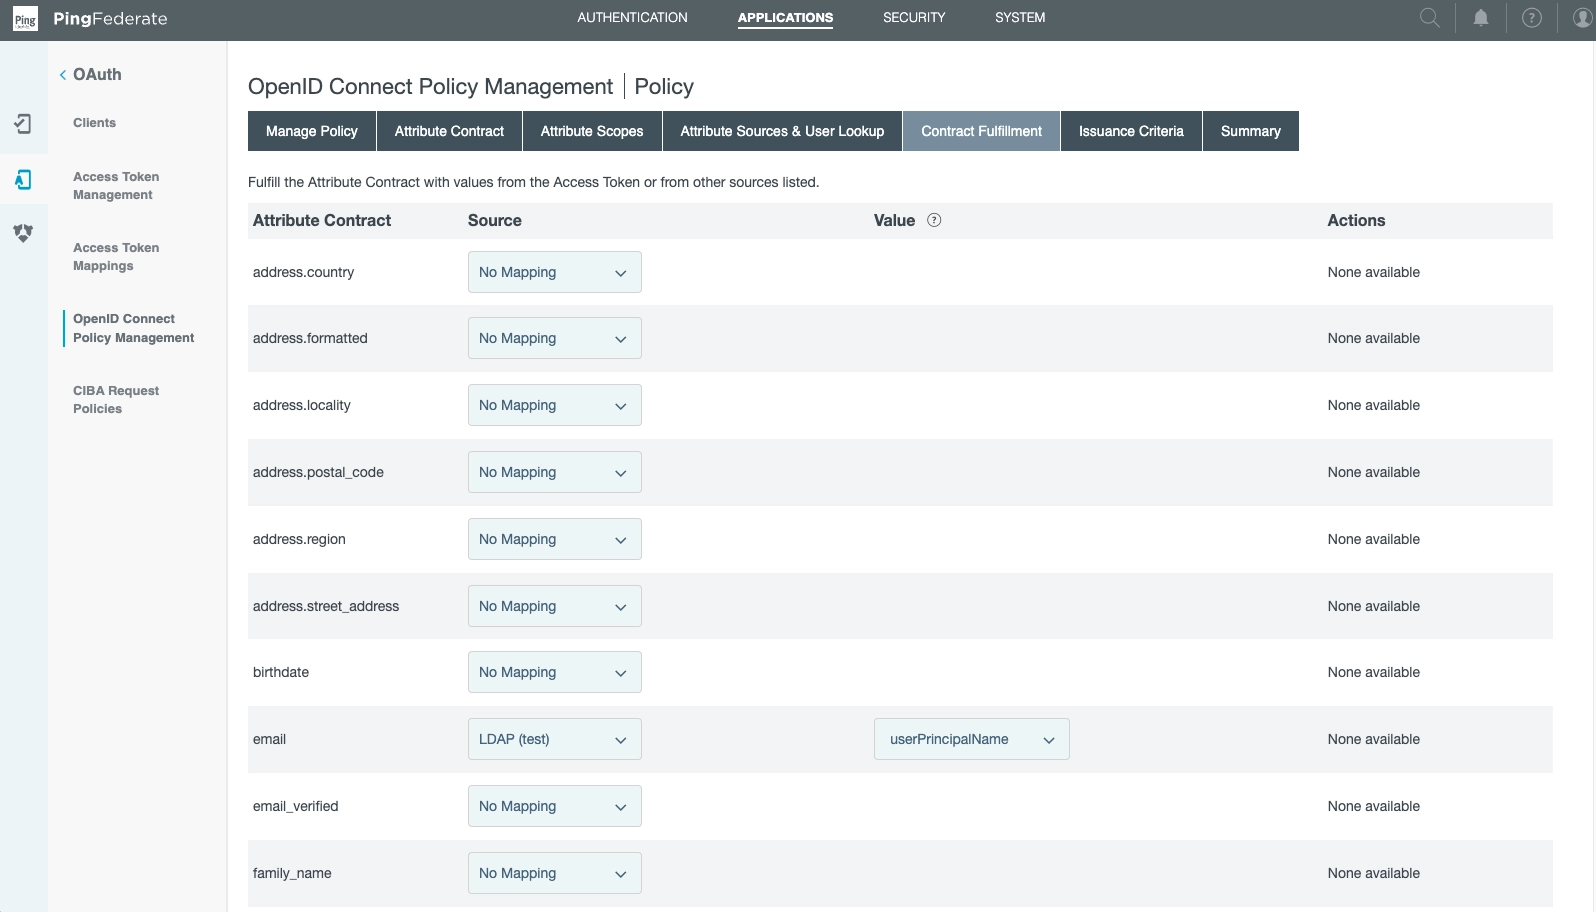 Ping
PingFederate
AUTHENTICATION
APPLICATIONS
SECURITY
SYSTEM
OAuth
Clients
Access Token
Management
Access Token
Mappings
OpenID Connect
Policy Management
CIBA Request
Policies
OpenID Connect Policy Management | Policy
Manage Policy
Attribute Contract
Attribute Scopes
Attribute Sources & User Lookup
Contract Fulfillment
Issuance Criteria
Summary
Fulfill the Attribute Contract with values from the Access Token or from other sources listed.
Attribute Contract Source Value ? Actions
address.country No Mapping None available
address.formatted No Mapping None available
address.locality No Mapping None available
address.postal_code No Mapping None available
address.region No Mapping None available
address.street_address No Mapping None available
birthdate No Mapping None available
email LDAP (test) userPrincipalName None available
email_verified No Mapping None available
family_name No Mapping None available